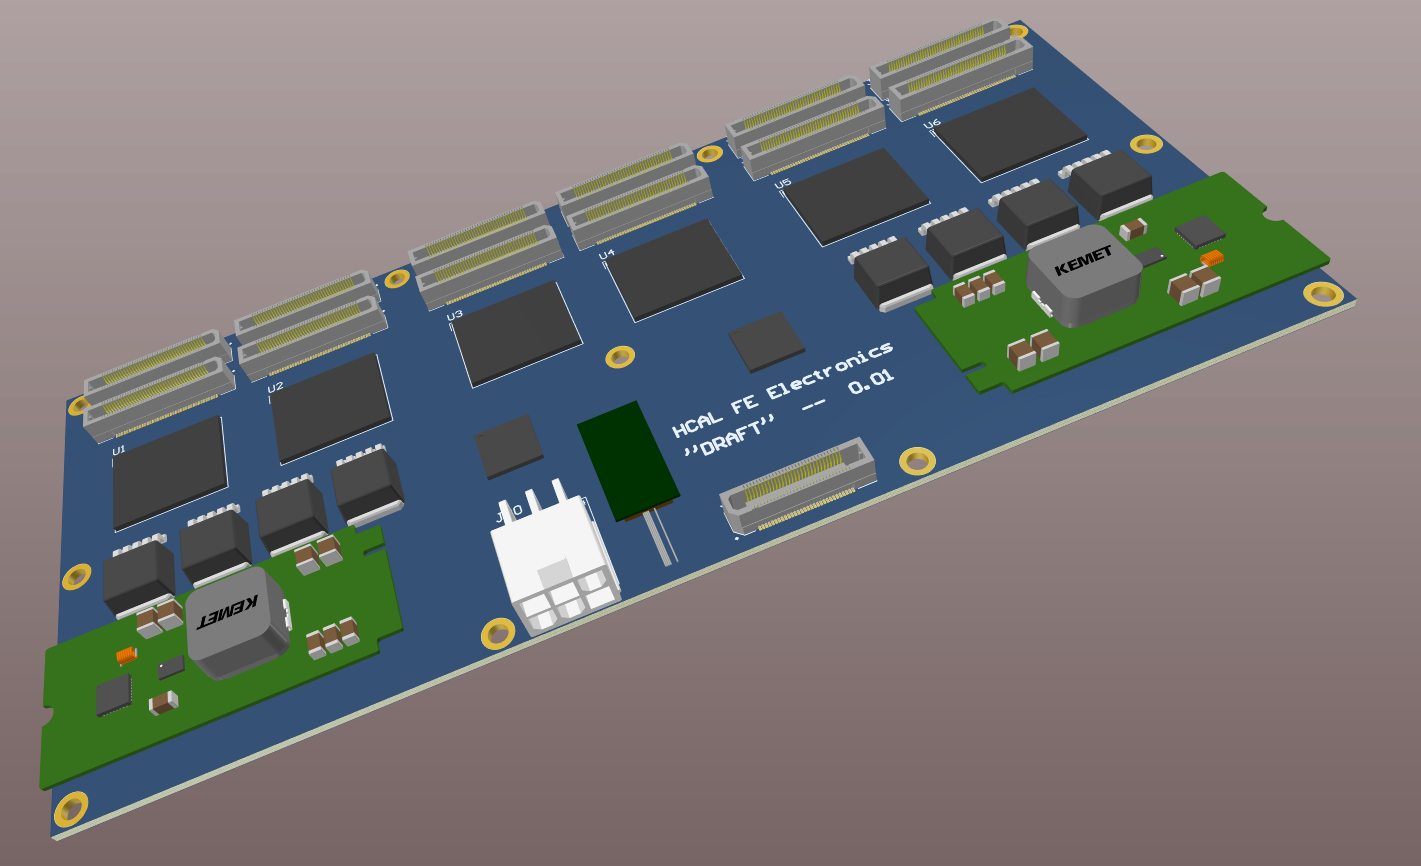 U6
U5
U4
U3
U2
U1
KEMET
HCAL FE Electronics
"DRAFT" -- 0.01
KEMET